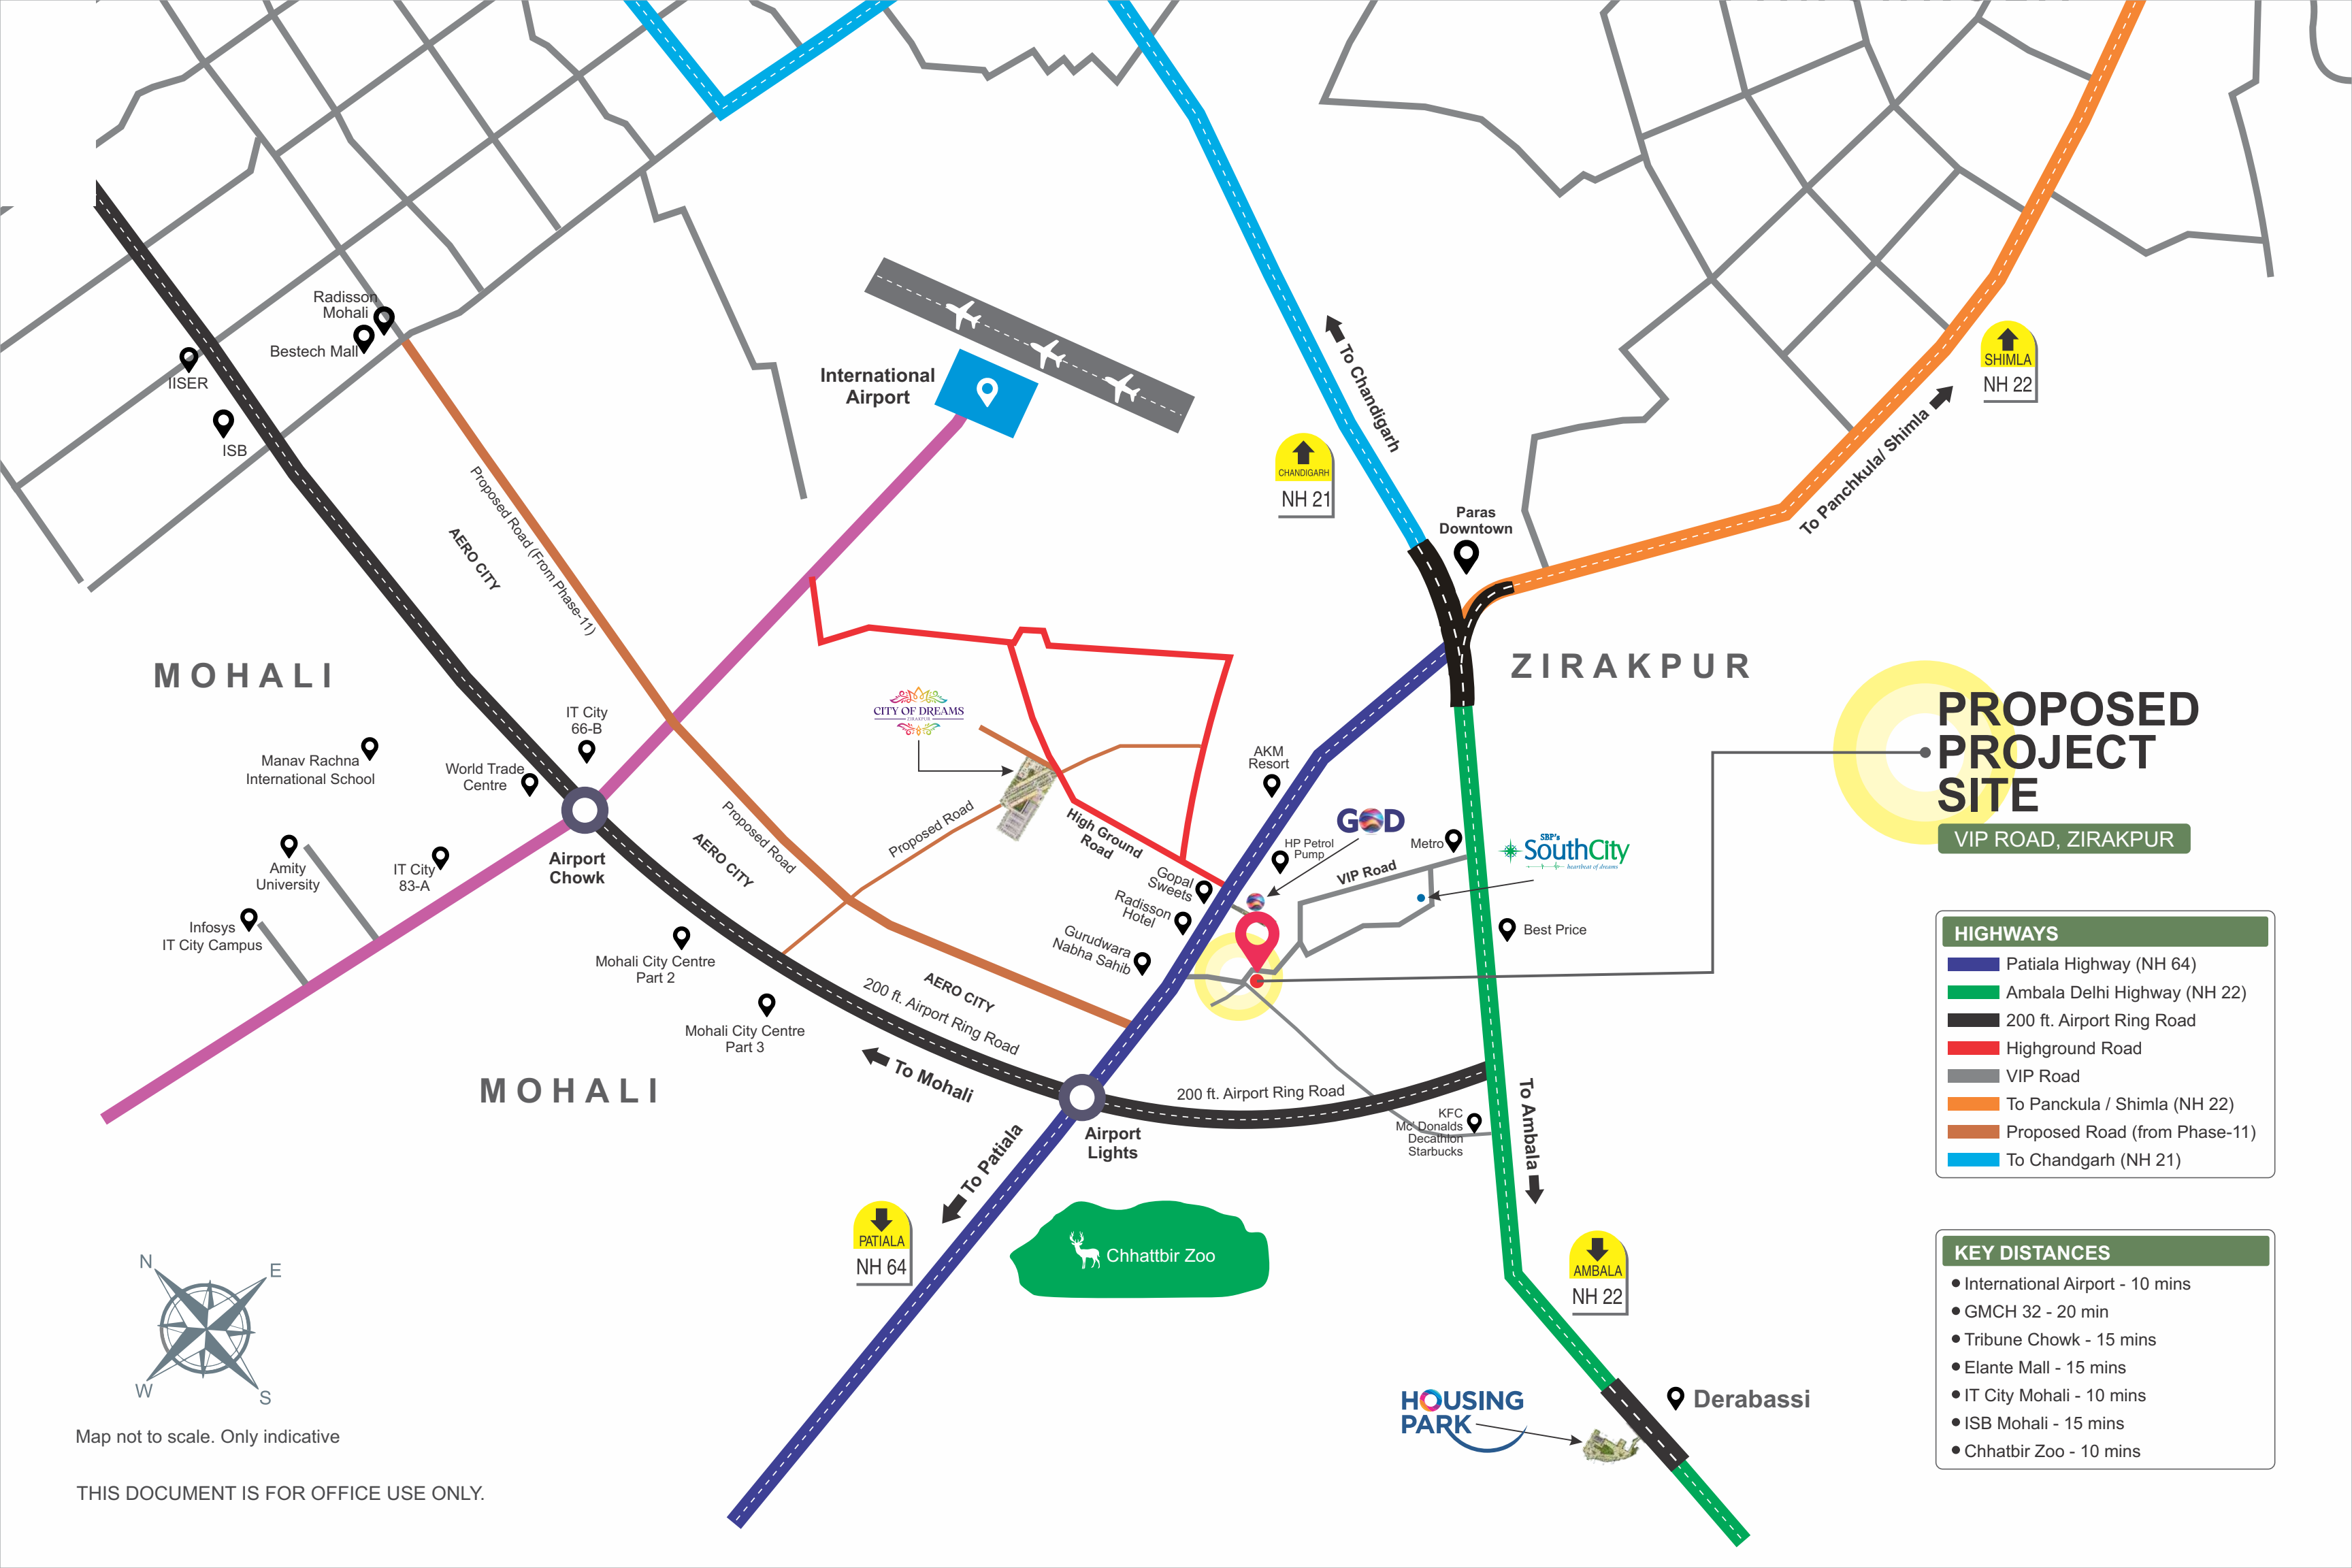 Radisson
Mohali
Bestech Mall
IISER
ISB
International
Airport
To Chandigarh
CHANDIGARH
NH 21
Paras
Downtown
SHIMLA
NH 22
To Panchkula/ Shimla
Proposed Road (From Phase-11)
AERO CITY
MOHALI
ZIRAKPUR
IT City
66-B
Manav Rachna
International School
World Trade
Centre
Airport
Chowk
Amity
University
IT City
83-A
Infosys
IT City Campus
CITY OF DREAMS
ZIRAKPUR
Proposed Road
AERO CITY
Proposed Road
High Ground
Road
AKM
Resort
GOD
HP Petrol
Pump
Metro
VIP Road
SBP's
SouthCity
heartbeat of dreams
Gopal
Sweets
Radisson
Hotel
Gurudwara
Nabha Sahib
Best Price
Mohali City Centre
Part 2
Mohali City Centre
Part 3
AERO CITY
200 ft. Airport Ring Road
To Mohali
MOHALI
200 ft. Airport Ring Road
Airport
Lights
To Patiala
KFC
Mc' Donalds
Decathlon
Starbucks
To Ambala
PATIALA
NH 64
Chhattbir Zoo
AMBALA
NH 22
HOUSING
PARK
Derabassi
PROPOSED
PROJECT
SITE
VIP ROAD, ZIRAKPUR
HIGHWAYS
Patiala Highway (NH 64)
Ambala Delhi Highway (NH 22)
200 ft. Airport Ring Road
Highground Road
VIP Road
To Panckula / Shimla (NH 22)
Proposed Road (from Phase-11)
To Chandgarh (NH 21)
KEY DISTANCES
• International Airport - 10 mins
• GMCH 32 - 20 min
• Tribune Chowk - 15 mins
• Elante Mall - 15 mins
• IT City Mohali - 10 mins
• ISB Mohali - 15 mins
• Chhatbir Zoo - 10 mins
N
E
W
S
Map not to scale. Only indicative
THIS DOCUMENT IS FOR OFFICE USE ONLY.